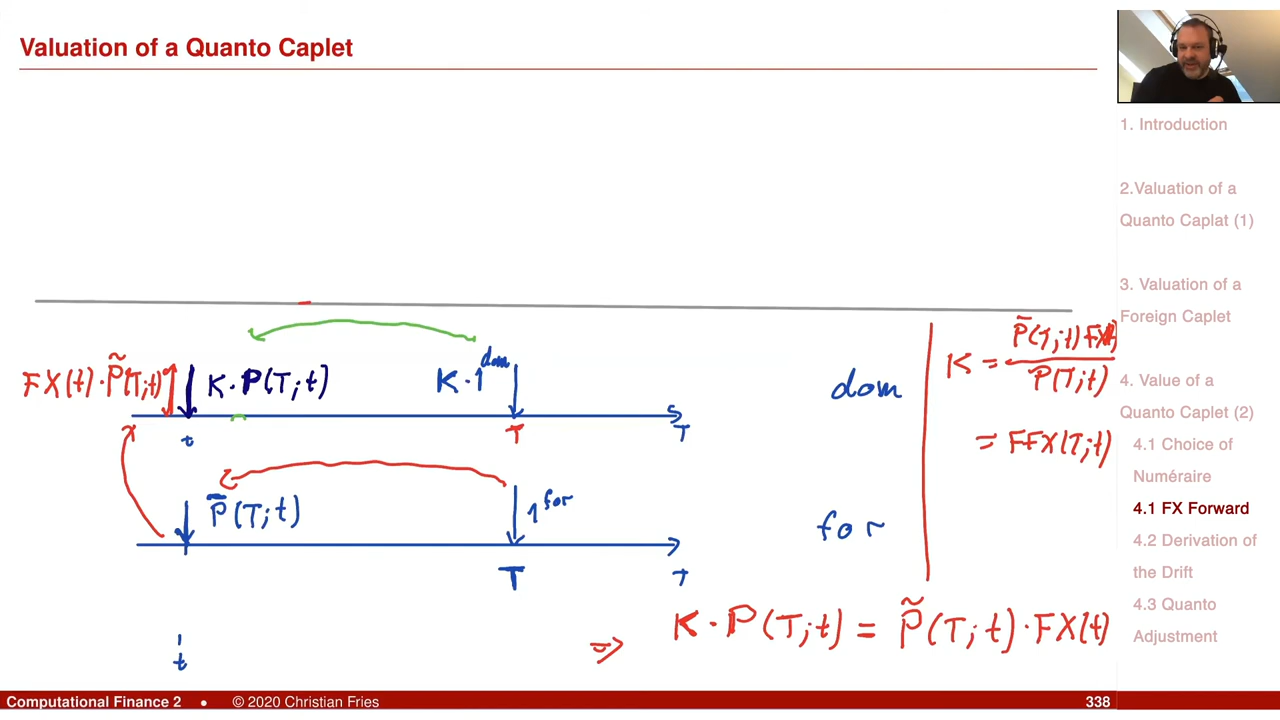 Valuation of a Quanto Caplet
1. Introduction
2.Valuation of a
Quanto Caplat (1)
3. Valuation of a
Foreign Caplet
4. Value of a
Quanto Caplet (2)
4.1 Choice of
Numéraire
4.1 FX Forward
4.2 Derivation of
the Drift
4.3 Quanto
Adjustment
FX(t)·P̃(T;t)
K·P(T;t)
K·1^dom
dom
t
T
T
P̄(T;t)
1^for
for
T
T
t
K = P̄(T;t) FX(t) / P(T;t)
= FFX(T;t)
⇒ K·P(T;t) = P̃(T;t)·FX(t)
Computational Finance 2 • © 2020 Christian Fries 338